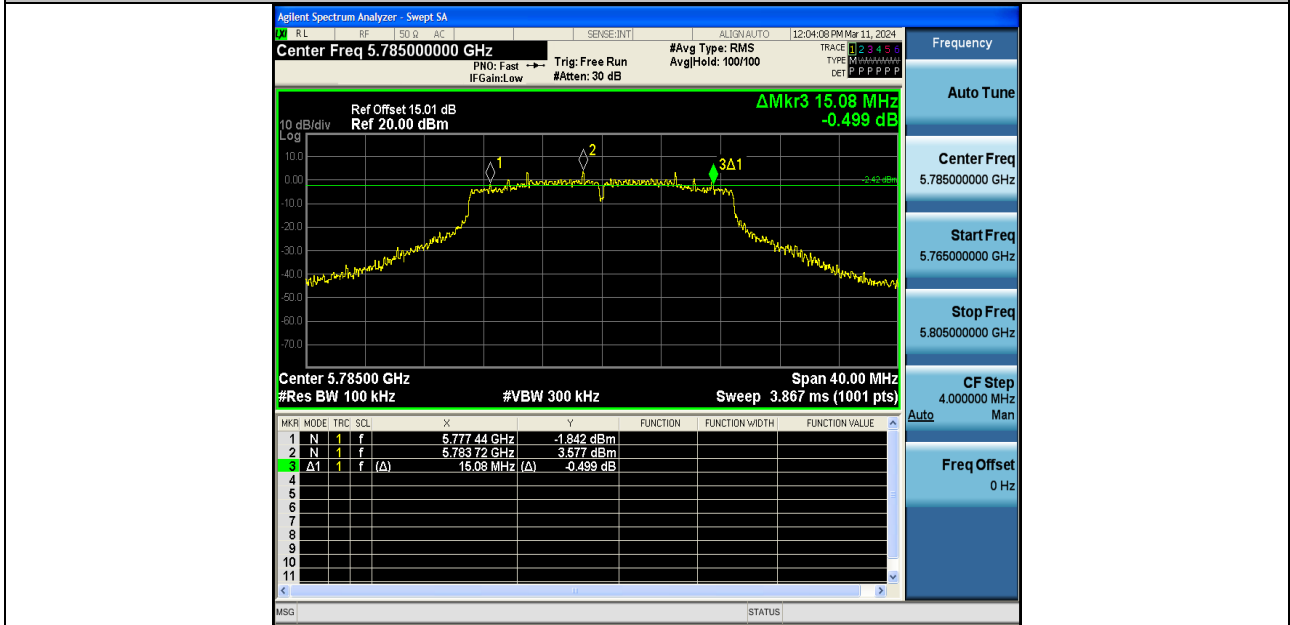 Agilent Spectrum Analyzer - Swept SA
RL RF 50 Ω AC SENSE:INT ALIGN AUTO 12:04:08 PM Mar 11, 2024
Center Freq 5.785000000 GHz
PNO: Fast
IFGain:Low
Trig: Free Run
#Atten: 30 dB
#Avg Type: RMS
Avg|Hold: 100/100
TRACE 1 2 3 4 5 6
TYPE M
DET P P P P P P
ΔMkr3 15.08 MHz
-0.499 dB
Ref Offset 15.01 dB
10 dB/div Ref 20.00 dBm
Log
10.0
0.00
-10.0
-20.0
-30.0
-40.0
-50.0
-60.0
-70.0
1
2
3Δ1
-2.42 dBm
Center 5.78500 GHz Span 40.00 MHz
#Res BW 100 kHz #VBW 300 kHz Sweep 3.867 ms (1001 pts)
MKR MODE TRC SCL X Y FUNCTION FUNCTION WIDTH FUNCTION VALUE
1 N 1 f 5.777 44 GHz -1.842 dBm
2 N 1 f 5.783 72 GHz 3.577 dBm
3 Δ1 1 f (Δ) 15.08 MHz (Δ) -0.499 dB
4
5
6
7
8
9
10
11
MSG STATUS
Frequency
Auto Tune
Center Freq
5.785000000 GHz
Start Freq
5.765000000 GHz
Stop Freq
5.805000000 GHz
CF Step
4.000000 MHz
Auto Man
Freq Offset
0 Hz